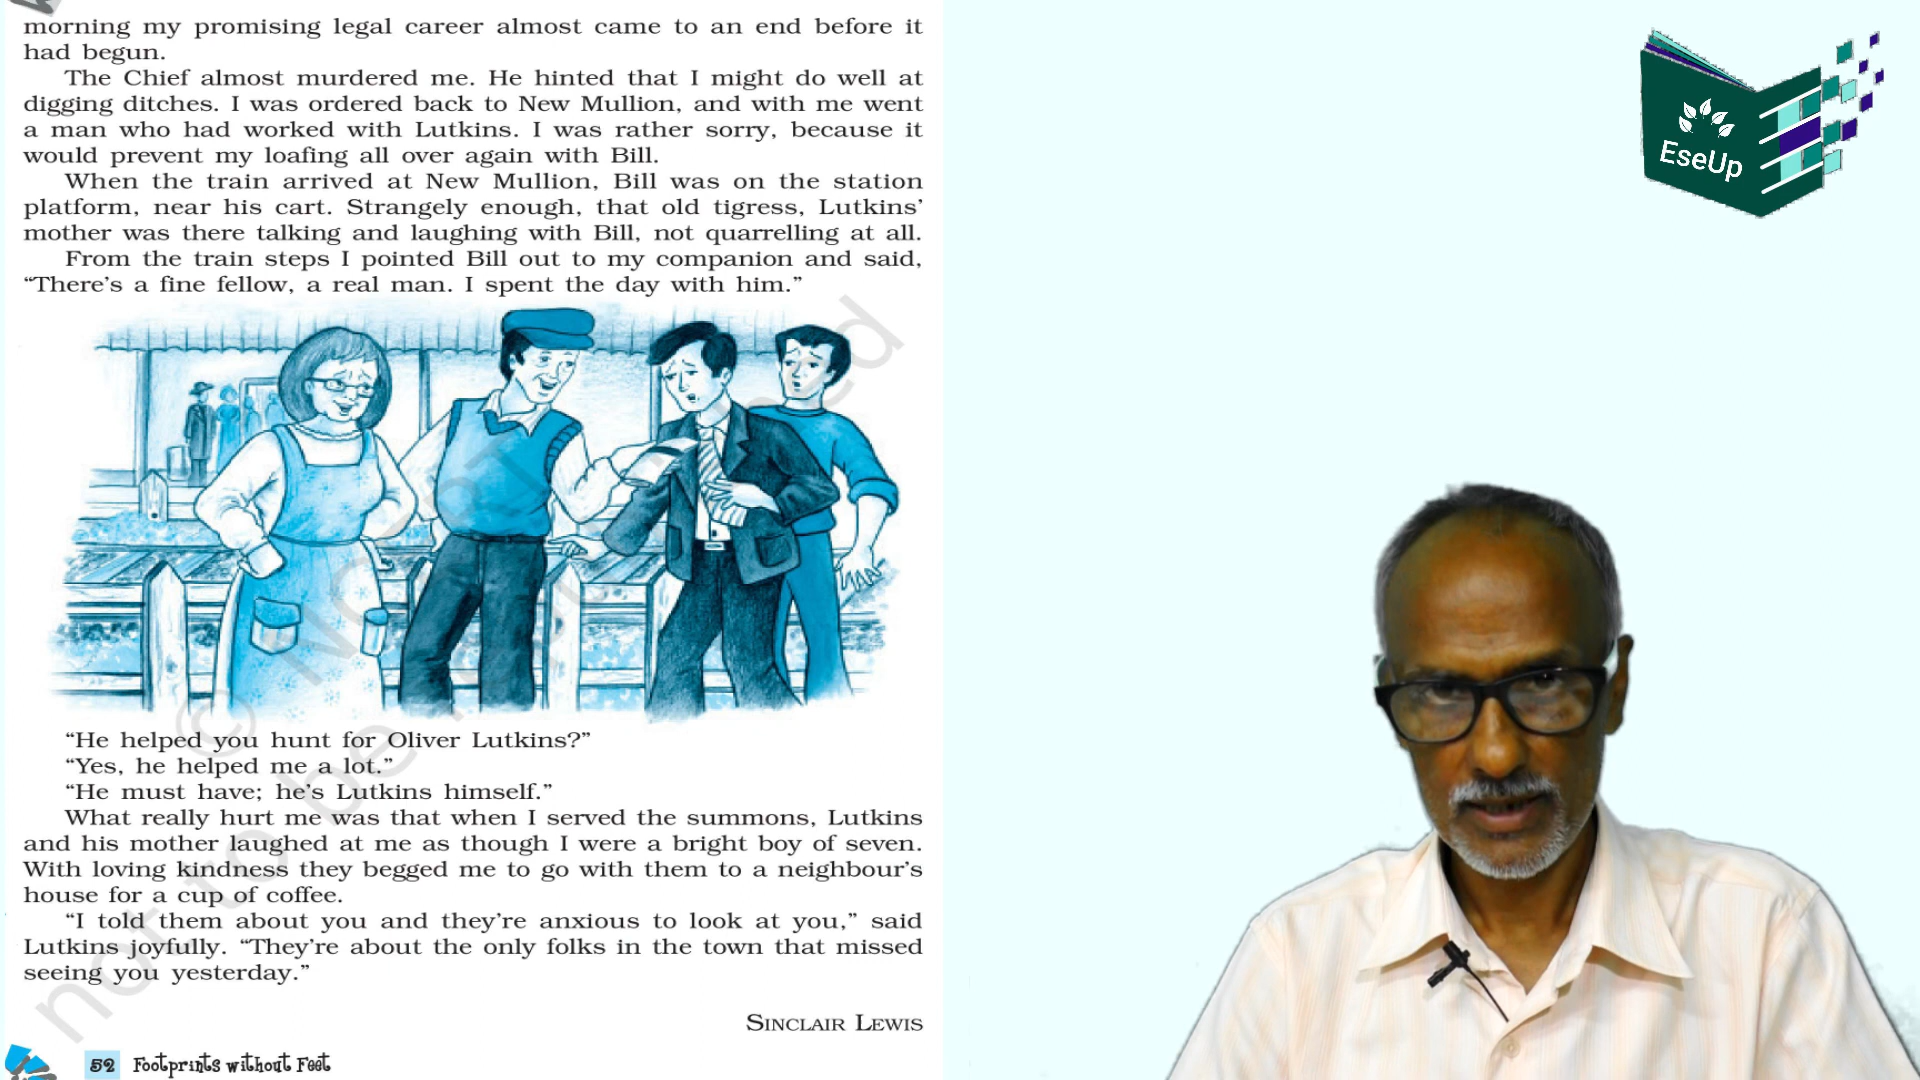 morning my promising legal career almost came to an end before it
had begun.
The Chief almost murdered me. He hinted that I might do well at
digging ditches. I was ordered back to New Mullion, and with me went
a man who had worked with Lutkins. I was rather sorry, because it
would prevent my loafing all over again with Bill.
When the train arrived at New Mullion, Bill was on the station
platform, near his cart. Strangely enough, that old tigress, Lutkins’
mother was there talking and laughing with Bill, not quarrelling at all.
From the train steps I pointed Bill out to my companion and said,
“There’s a fine fellow, a real man. I spent the day with him.”
“He helped you hunt for Oliver Lutkins?”
“Yes, he helped me a lot.”
“He must have; he’s Lutkins himself.”
What really hurt me was that when I served the summons, Lutkins
and his mother laughed at me as though I were a bright boy of seven.
With loving kindness they begged me to go with them to a neighbour’s
house for a cup of coffee.
“I told them about you and they’re anxious to look at you,” said
Lutkins joyfully. “They’re about the only folks in the town that missed
seeing you yesterday.”
SINCLAIR LEWIS
52 Footprints without Feet
EseUp
not to be